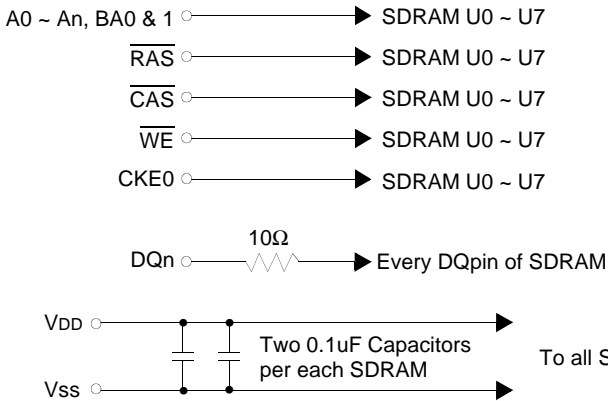 A0 ~ An, BA0 & 1 SDRAM U0 ~ U7
RAS SDRAM U0 ~ U7
CAS SDRAM U0 ~ U7
WE SDRAM U0 ~ U7
CKE0 SDRAM U0 ~ U7
10Ω
DQn Every DQpin of SDRAM
VDD
Two 0.1uF Capacitors
per each SDRAM
To all S
Vss